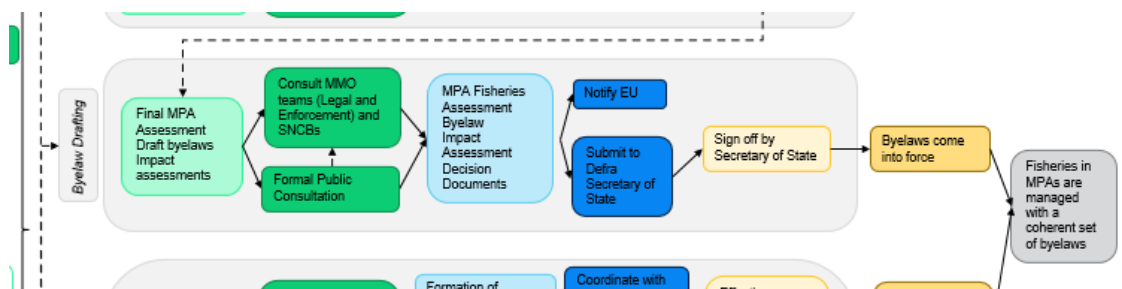 Byelaw Drafting
Final MPA
Assessment
Draft byelaws
Impact
assessments
Consult MMO
teams (Legal and
Enforcement) and
SNCBs
Formal Public
Consultation
MPA Fisheries
Assessment
Byelaw
Impact
Assessment
Decision
Documents
Notify EU
Submit to
Defra
Secretary of
State
Sign off by
Secretary of State
Byelaws come
into force
Fisheries in
MPAs are
managed
with a
coherent set
of byelaws
Formation of
Coordinate with